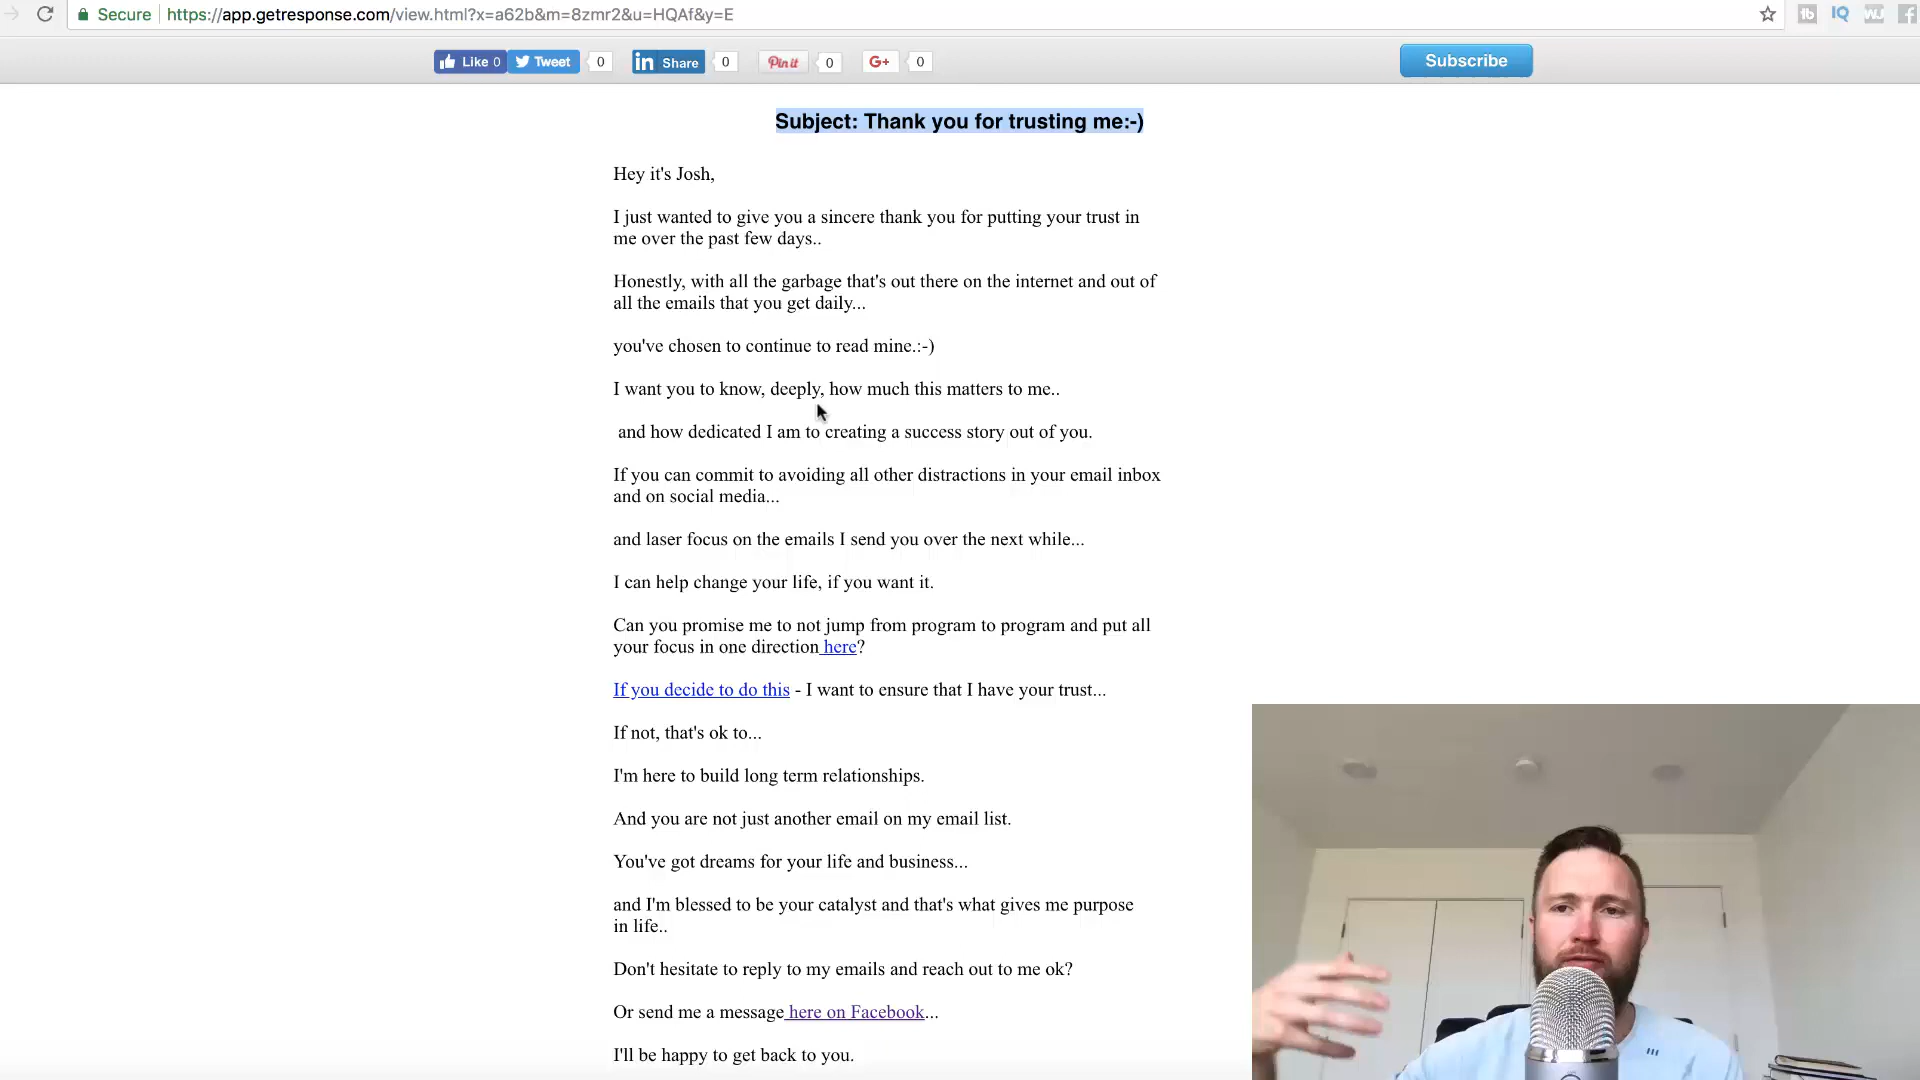 Secure https://app.getresponse.com/view.html?x=a62b&m=8zmr2&u=HQAf&y=E
Like 0 Tweet 0 in Share 0 Pin it 0 G+ 0 Subscribe
Subject: Thank you for trusting me:-)
Hey it's Josh,
I just wanted to give you a sincere thank you for putting your trust in
me over the past few days..
Honestly, with all the garbage that's out there on the internet and out of
all the emails that you get daily...
you've chosen to continue to read mine.:-)
I want you to know, deeply, how much this matters to me..
and how dedicated I am to creating a success story out of you.
If you can commit to avoiding all other distractions in your email inbox
and on social media...
and laser focus on the emails I send you over the next while...
I can help change your life, if you want it.
Can you promise me to not jump from program to program and put all
your focus in one direction here?
If you decide to do this - I want to ensure that I have your trust...
If not, that's ok to...
I'm here to build long term relationships.
And you are not just another email on my email list.
You've got dreams for your life and business...
and I'm blessed to be your catalyst and that's what gives me purpose
in life..
Don't hesitate to reply to my emails and reach out to me ok?
Or send me a message here on Facebook...
I'll be happy to get back to you.